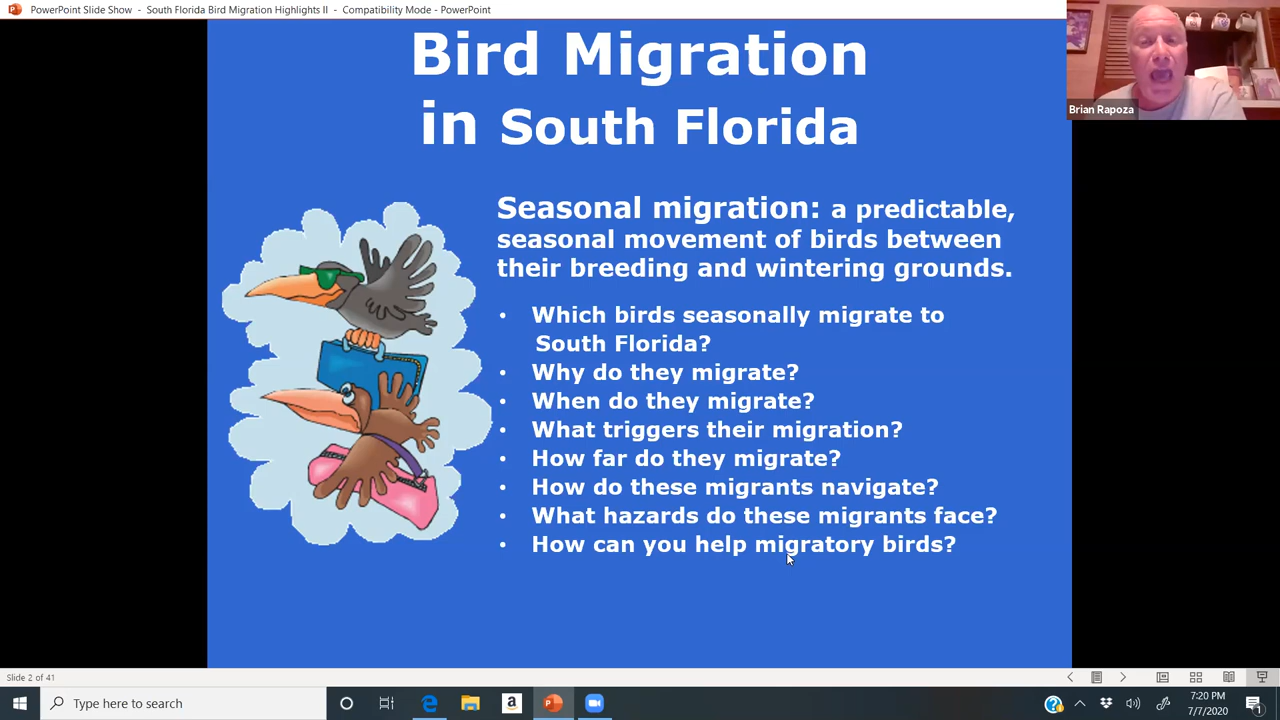 PowerPoint Slide Show - South Florida Bird Migration Highlights II - Compatibility Mode - PowerPoint
Brian Rapoza
Bird Migration
in South Florida
Seasonal migration: a predictable,
seasonal movement of birds between
their breeding and wintering grounds.
• Which birds seasonally migrate to
South Florida?
• Why do they migrate?
• When do they migrate?
• What triggers their migration?
• How far do they migrate?
• How do these migrants navigate?
• What hazards do these migrants face?
• How can you help migratory birds?
Slide 2 of 41
Type here to search
7:20 PM
7/7/2020
1